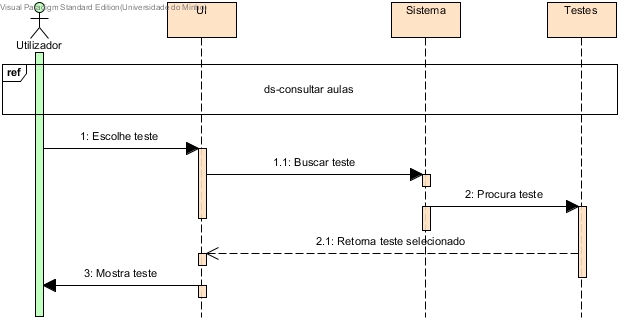 Visual Paradigm Standard Edition(Universidade do Minho)
UI
Sistema
Testes
Utilizador
ref
ds-consultar aulas
1: Escolhe teste
1.1: Buscar teste
2: Procura teste
2.1: Retorna teste selecionado
3: Mostra teste